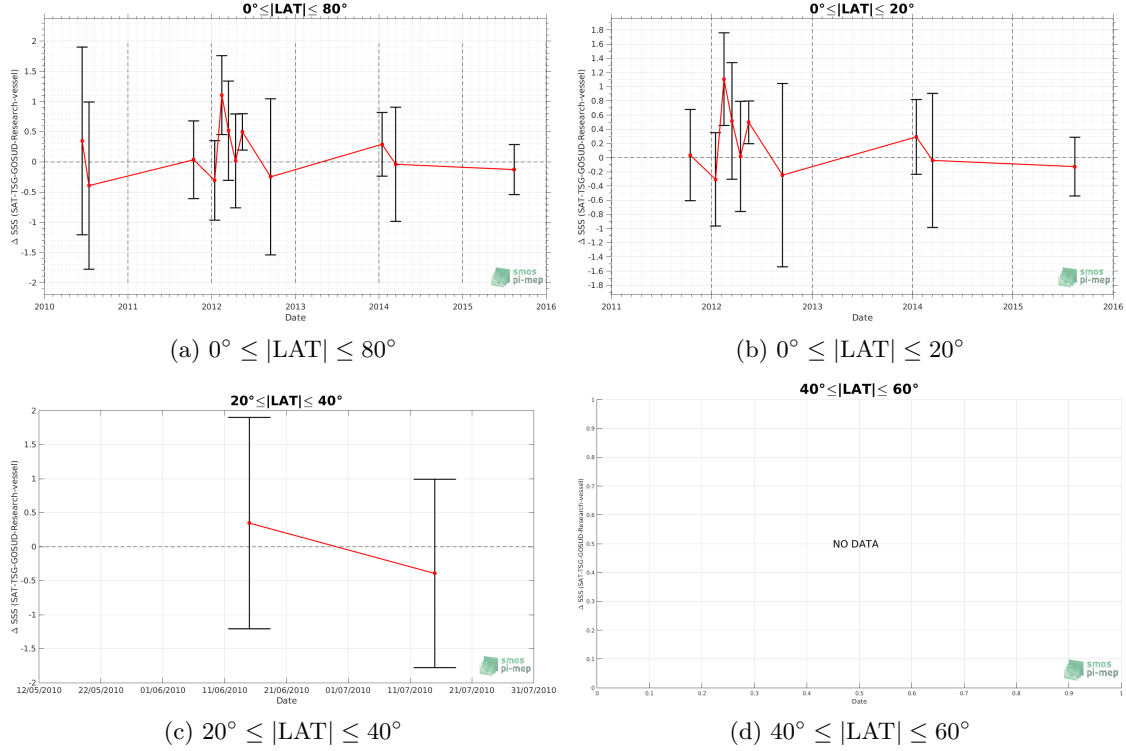 0°≤|LAT|≤ 80°
Δ SSS (SAT-TSG-GOSUD-Research-vessel)
2
1.5
1
0.5
0
-0.5
-1
-1.5
-2
2010 2011 2012 2013 2014 2015 2016
Date
smos
pi-mep
(a) 0° ≤ |LAT| ≤ 80°
0°≤|LAT|≤ 20°
Δ SSS (SAT-TSG-GOSUD-Research-vessel)
1.8
1.6
1.4
1.2
1
0.8
0.6
0.4
0.2
0
-0.2
-0.4
-0.6
-0.8
-1
-1.2
-1.4
-1.6
-1.8
2011 2012 2013 2014 2015 2016
Date
smos
pi-mep
(b) 0° ≤ |LAT| ≤ 20°
20°≤|LAT|≤ 40°
Δ SSS (SAT-TSG-GOSUD-Research-vessel)
2
1.5
1
0.5
0
-0.5
-1
-1.5
-2
12/05/2010 22/05/2010 01/06/2010 11/06/2010 21/06/2010 01/07/2010 11/07/2010 21/07/2010 31/07/2010
Date
smos
pi-mep
(c) 20° ≤ |LAT| ≤ 40°
40°≤|LAT|≤ 60°
Δ SSS (SAT-TSG-GOSUD-Research-vessel)
1
0.9
0.8
0.7
0.6
0.5
0.4
0.3
0.2
0.1
0
NO DATA
0 0.1 0.2 0.3 0.4 0.5 0.6 0.7 0.8 0.9 1
Date
smos
pi-mep
(d) 40° ≤ |LAT| ≤ 60°